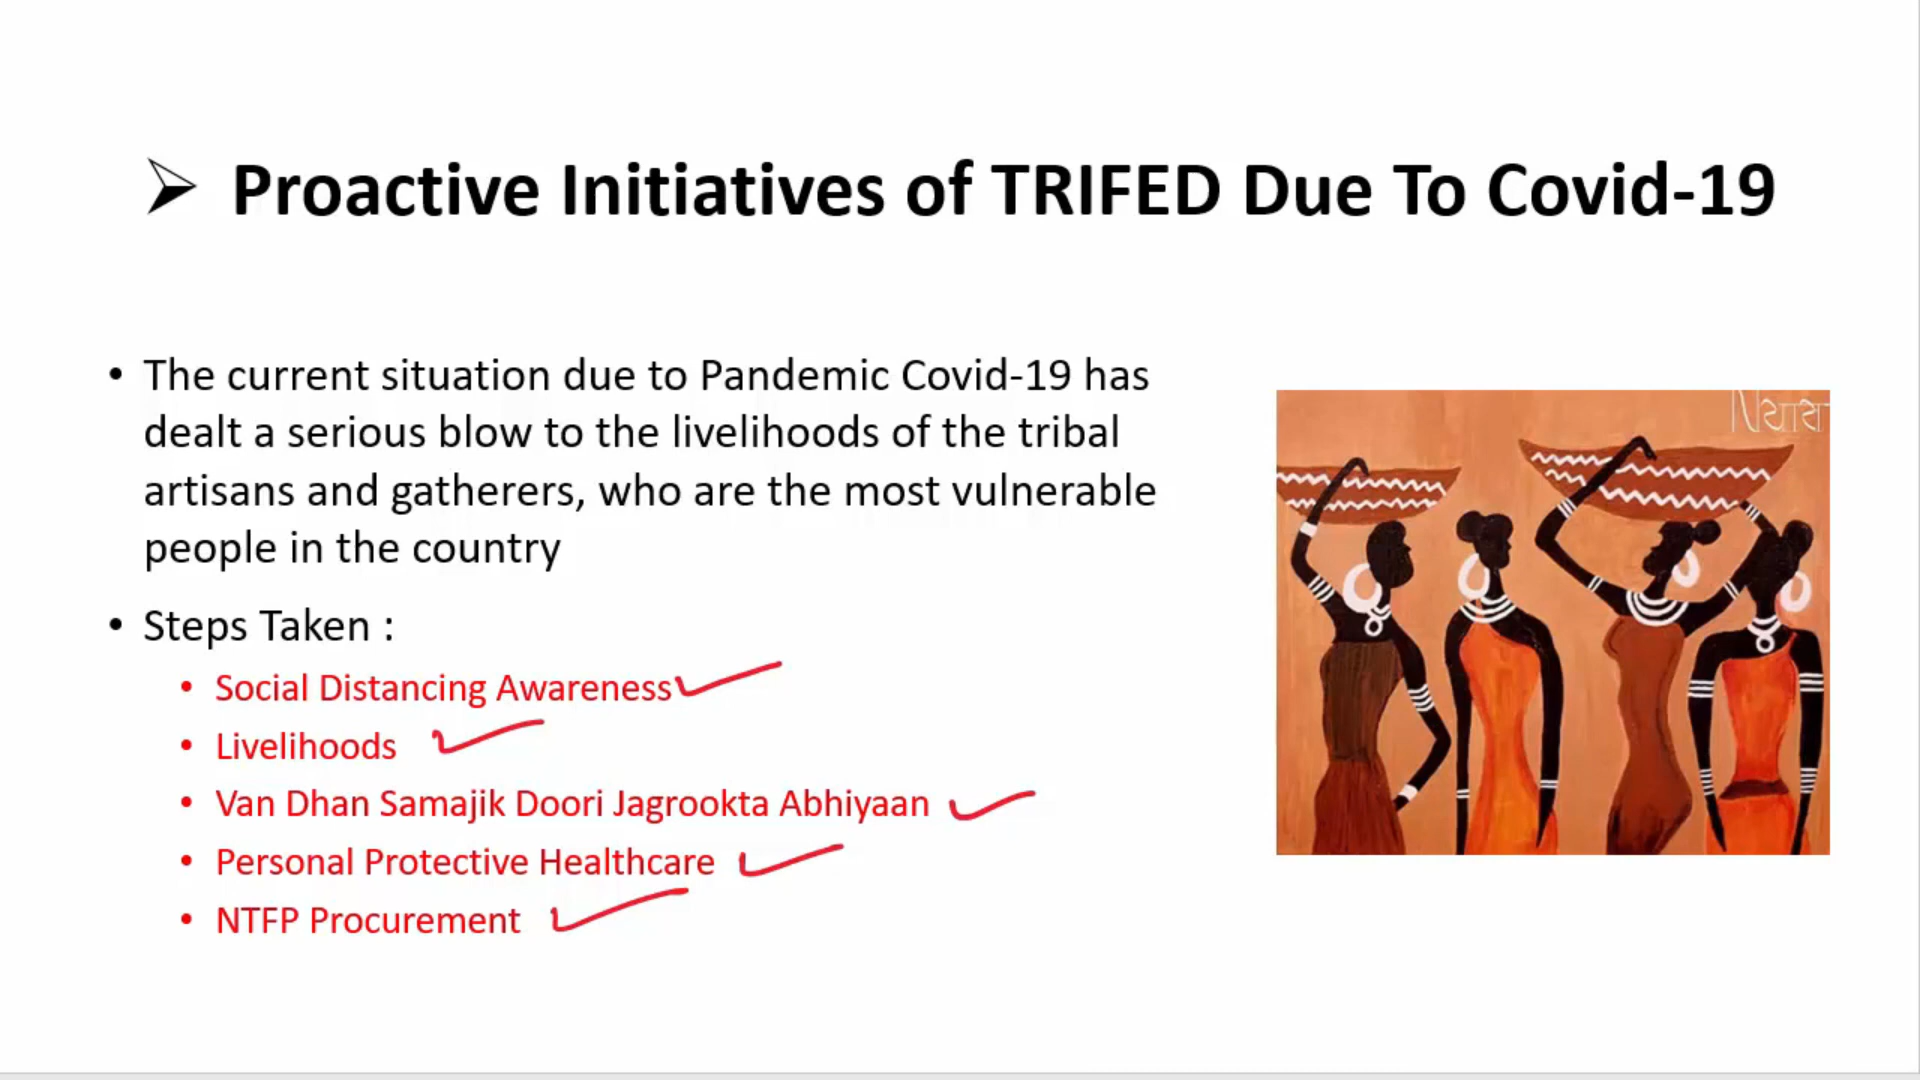 ➢ Proactive Initiatives of TRIFED Due To Covid-19
• The current situation due to Pandemic Covid-19 has
dealt a serious blow to the livelihoods of the tribal
artisans and gatherers, who are the most vulnerable
people in the country
• Steps Taken :
• Social Distancing Awareness
• Livelihoods
• Van Dhan Samajik Doori Jagrookta Abhiyaan
• Personal Protective Healthcare
• NTFP Procurement